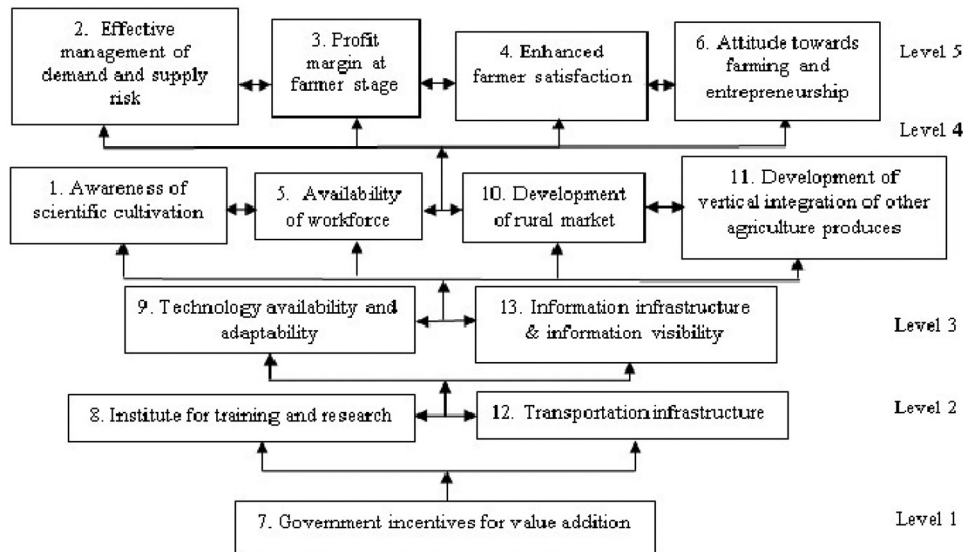 2. Effective
management of
demand and supply
risk
3. Profit
margin at
farmer stage
4. Enhanced
farmer satisfaction
6. Attitude towards
farming and
entrepreneurship
Level 5
Level 4
1. Awareness of
scientific cultivation
5. Availability
of workforce
10. Development
of rural market
11. Development of
vertical integration of other
agriculture produces
9. Technology availability and
adaptability
13. Information infrastructure
& information visibility
Level 3
8. Institute for training and research
12. Transportation infrastructure
Level 2
7. Government incentives for value addition
Level 1